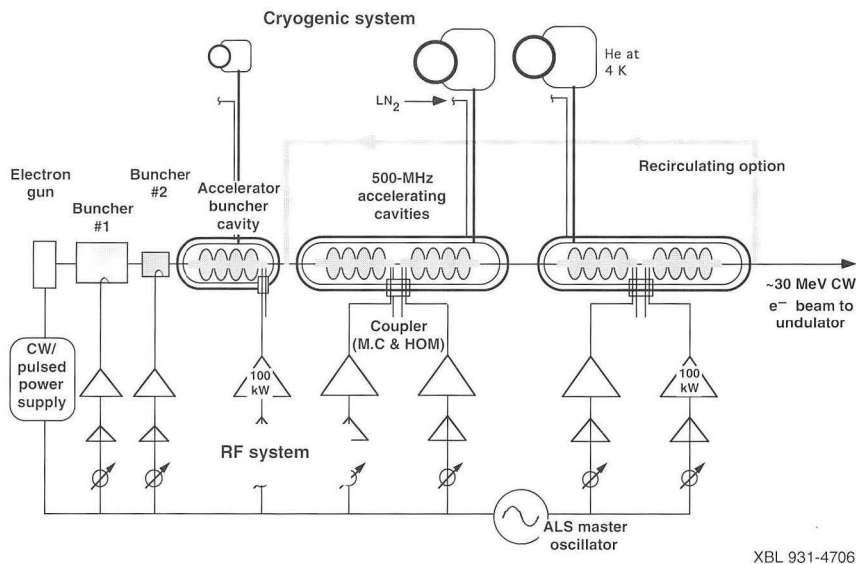 Cryogenic system
He at
4 K
LN2
Recirculating option
Electron
gun
Buncher
#1
Buncher
#2
Accelerator
buncher
cavity
500-MHz
accelerating
cavities
~30 MeV CW
e− beam to
undulator
Coupler
(M.C & HOM)
CW/
pulsed
power
supply
100
kW
100
kW
RF system
ALS master
oscillator
XBL 931-4706